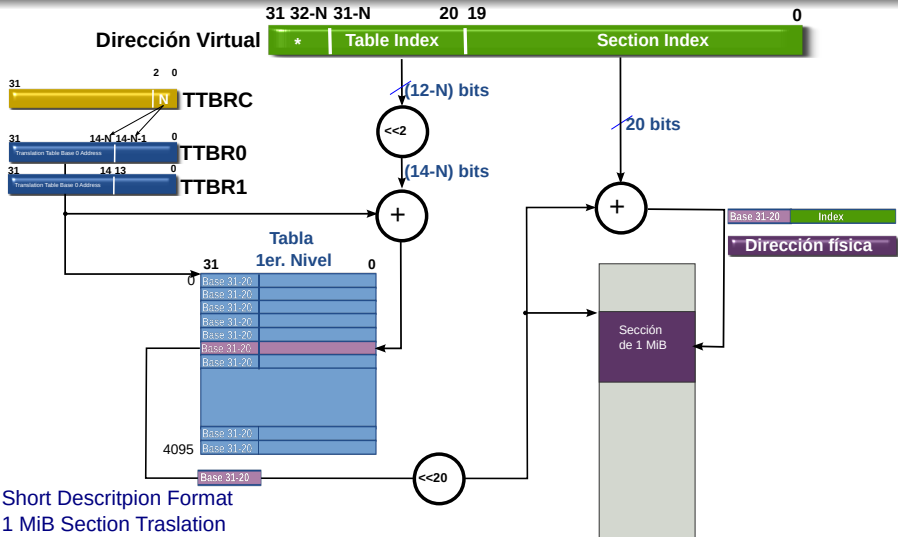 31 32-N 31-N 20 19 0
Dirección Virtual * Table Index Section Index
31 2 0
N TTBRC
(12-N) bits
<<2
20 bits
31 14-N 14-N-1 0
Translation Table Base 0 Address TTBR0
31 14 13 0
Translation Table Base 0 Address TTBR1
(14-N) bits
+ +
Base 31-20 Index
Dirección física
Tabla
1er. Nivel
31 0
0 Base 31-20
Base 31-20
Base 31-20
Base 31-20
Base 31-20
Base 31-20
Base 31-20
Sección
de 1 MiB
Base 31-20
4095 Base 31-20
Base 31-20 <<20
Short Descritpion Format
1 MiB Section Traslation